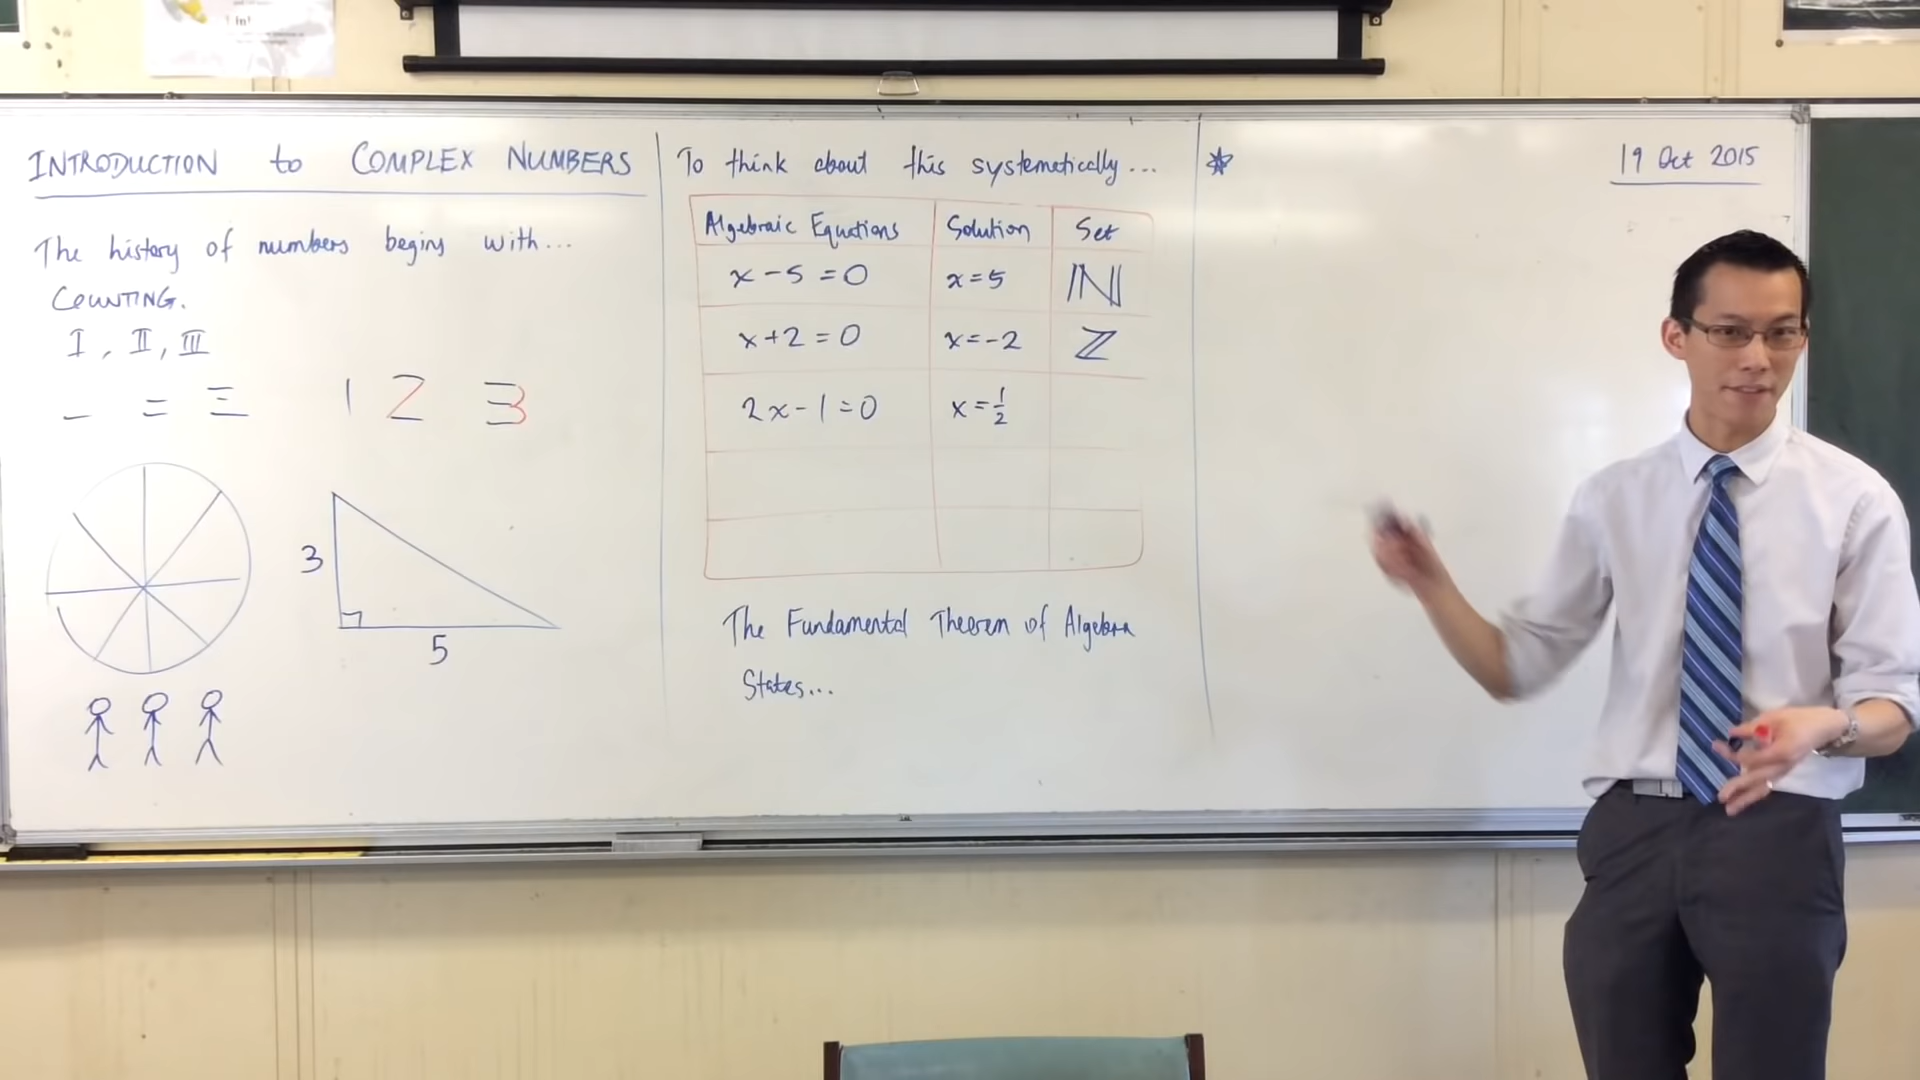 INTRODUCTION to COMPLEX NUMBERS
The history of numbers begins with...
COUNTING.
I, II, III
— = Ξ 1 2 3
3
5
To think about this systematically...
Algebraic Equations Solution Set
x - 5 = 0 x = 5 ℕ
x + 2 = 0 x = -2 ℤ
2x - 1 = 0 x = 1/2
The Fundamental Theorem of Algebra
States...
19 Oct 2015